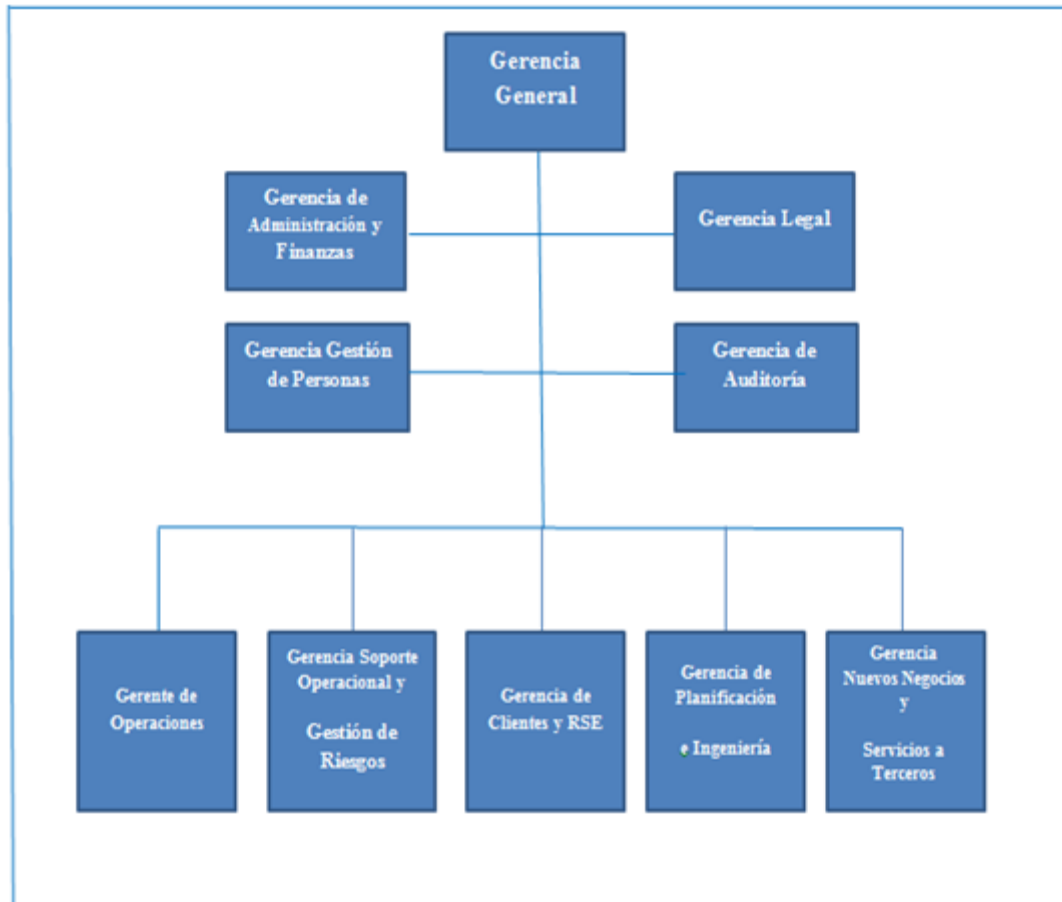 Gerencia
General
Gerencia de
Administración y
Finanzas
Gerencia Legal
Gerencia Gestión
de Personas
Gerencia de
Auditoría
Gerente de
Operaciones
Gerencia Soporte
Operacional y
Gestión de
Riesgos
Gerencia de
Clientes y RSE
Gerencia de
Planificación
e Ingeniería
Gerencia
Nuevos Negocios
y
Servicios a
Terceros